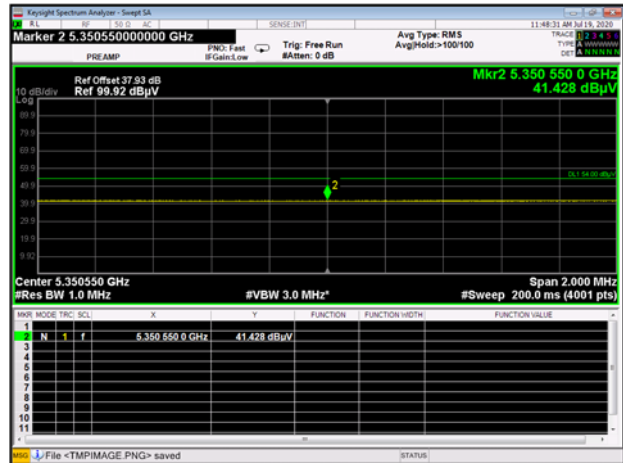 Keysight Spectrum Analyzer - Swept SA
RL RF 50 Ω AC SENSE:INT 11:48:31 AM Jul 19, 2020
Marker 2 5.350550000000 GHz
PREAMP
PNO: Fast
IFGain:Low
Trig: Free Run
#Atten: 0 dB
Avg Type: RMS
Avg|Hold:>100/100
TRACE 1 2 3 4 5 6
TYPE A WWWWW
DET A N N N N N
Mkr2 5.350 550 0 GHz
41.428 dBµV
Ref Offset 37.93 dB
10 dB/div Ref 99.92 dBµV
Log
89.9
79.9
69.9
59.9
DL1 54.00 dBµV
49.9
2
39.9
29.9
19.9
9.92
Center 5.350550 GHz Span 2.000 MHz
#Res BW 1.0 MHz #VBW 3.0 MHz* #Sweep 200.0 ms (4001 pts)
MKR MODE TRC SCL X Y FUNCTION FUNCTION WIDTH FUNCTION VALUE
1
2 N 1 f 5.350 550 0 GHz 41.428 dBµV
3
4
5
6
7
8
9
10
11
MSG File <TMPIMAGE.PNG> saved STATUS